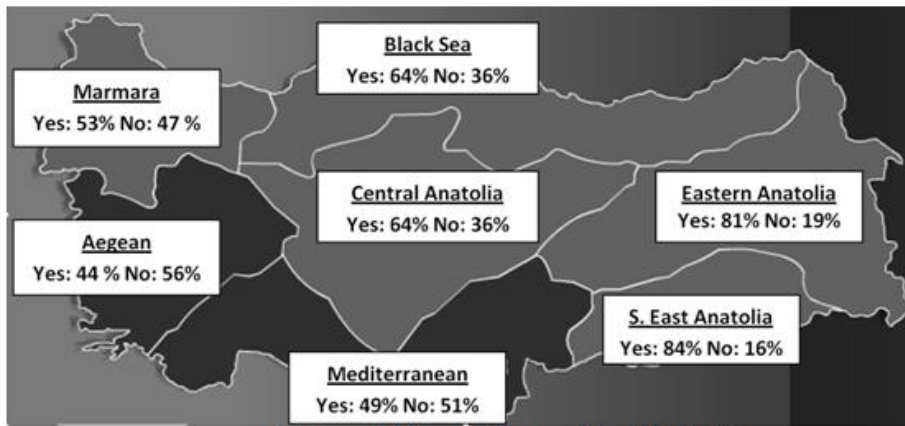 Black Sea
Yes: 64% No: 36%
Marmara
Yes: 53% No: 47 %
Central Anatolia
Yes: 64% No: 36%
Eastern Anatolia
Yes: 81% No: 19%
Aegean
Yes: 44 % No: 56%
S. East Anatolia
Yes: 84% No: 16%
Mediterranean
Yes: 49% No: 51%